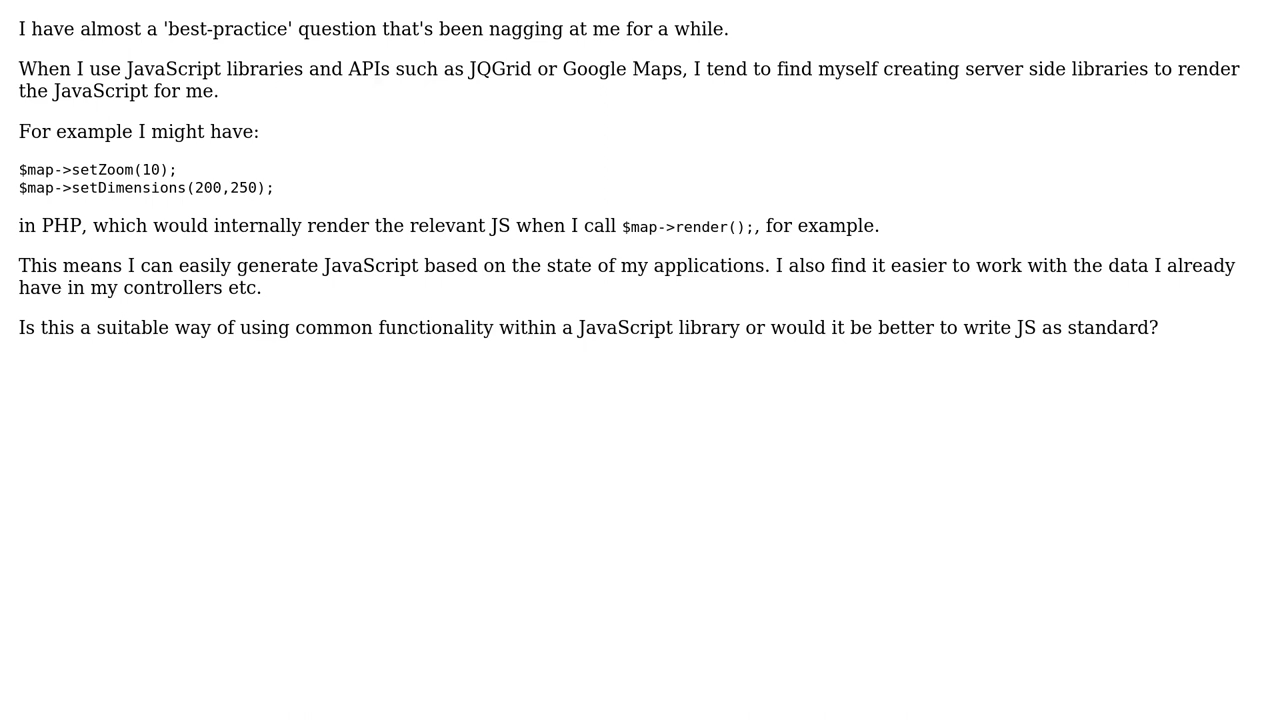 I have almost a 'best-practice' question that's been nagging at me for a while.
When I use JavaScript libraries and APIs such as JQGrid or Google Maps, I tend to find myself creating server side libraries to render
the JavaScript for me.
For example I might have:
$map->setZoom(10);
$map->setDimensions(200,250);
in PHP, which would internally render the relevant JS when I call $map->render();, for example.
This means I can easily generate JavaScript based on the state of my applications. I also find it easier to work with the data I already
have in my controllers etc.
Is this a suitable way of using common functionality within a JavaScript library or would it be better to write JS as standard?